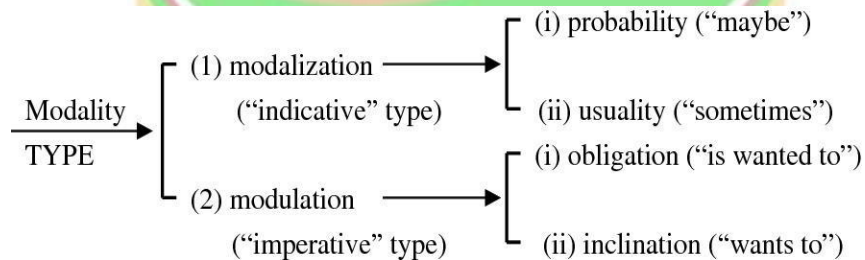 (i) probability (“maybe”)
(1) modalization
Modality
(“indicative” type)
(ii) usuality (“sometimes”)
TYPE
(i) obligation (“is wanted to”)
(2) modulation
(“imperative” type)
(ii) inclination (“wants to”)